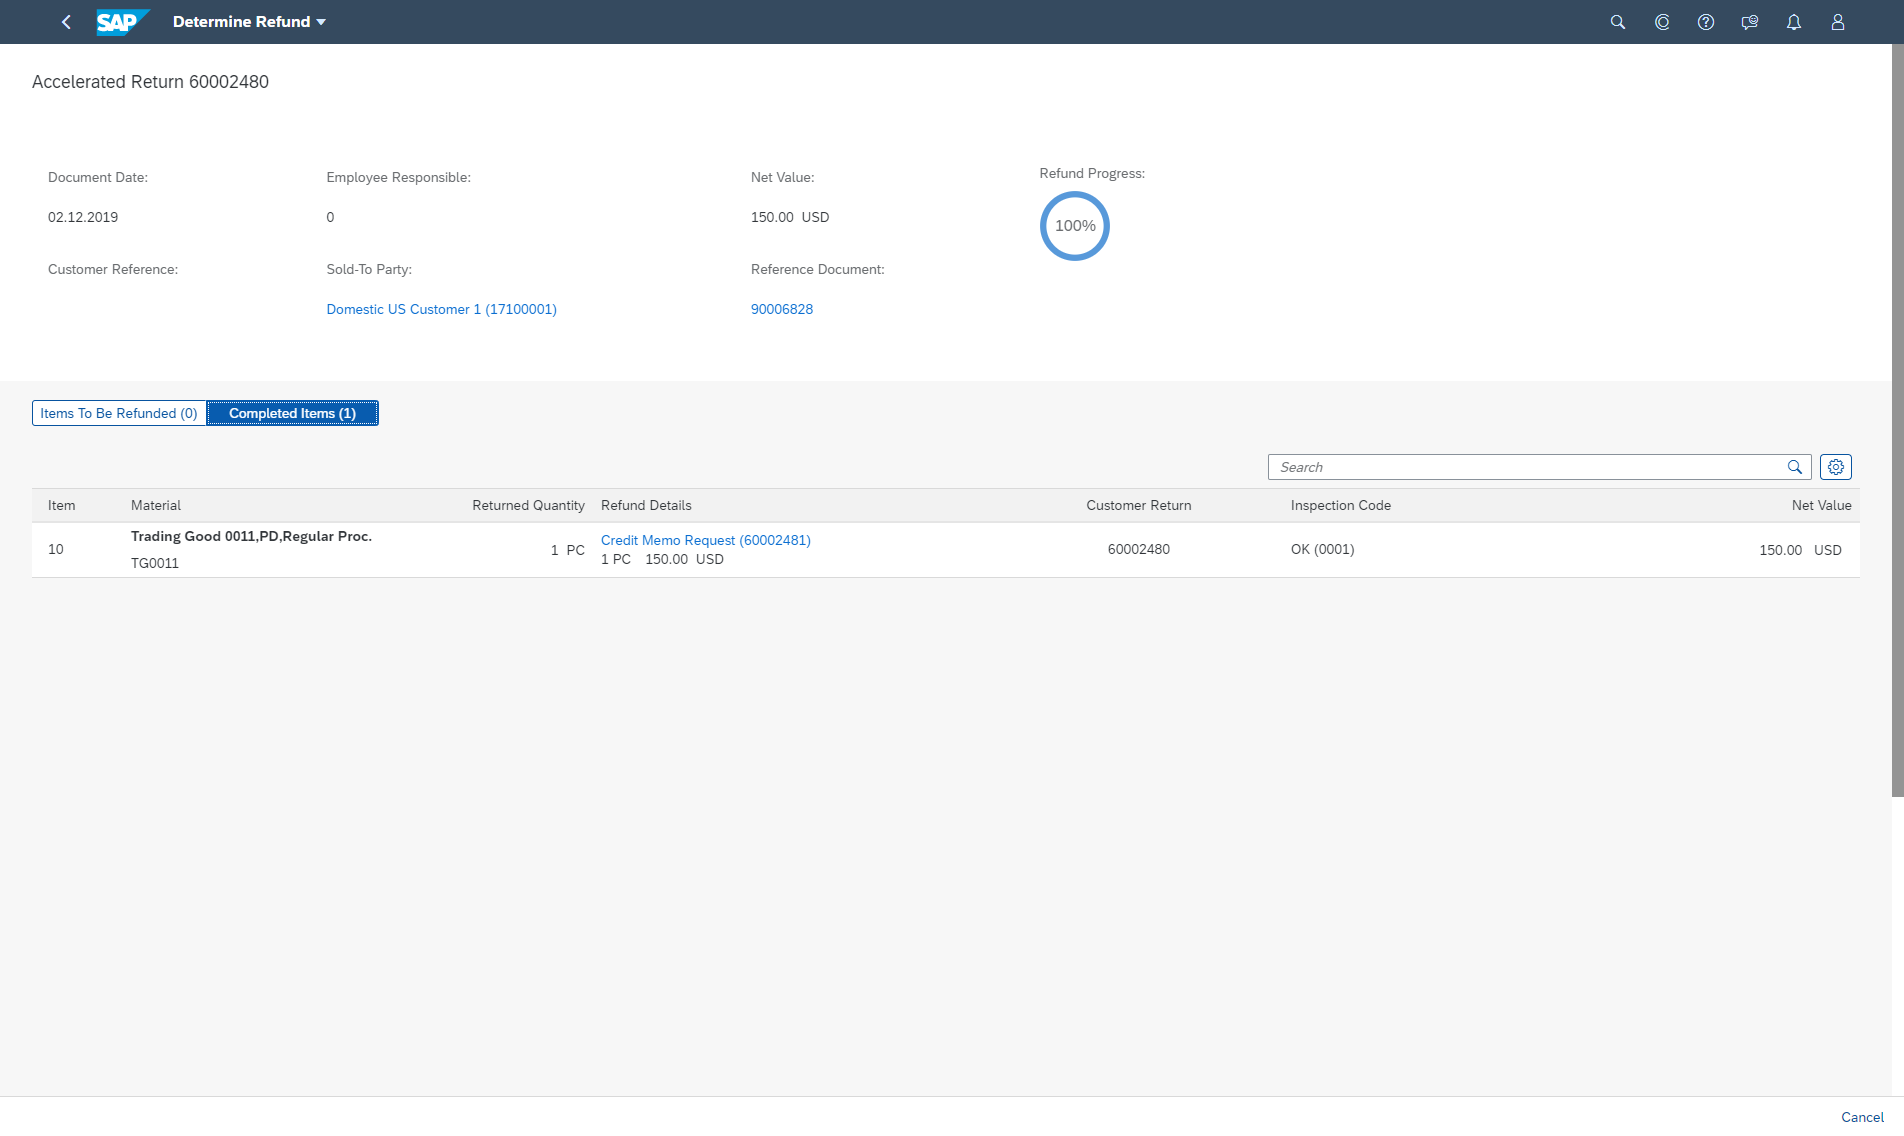 SAP
Determine Refund
Accelerated Return 60002480
Document Date:
02.12.2019
Employee Responsible:
0
Net Value:
150.00 USD
Refund Progress:
100%
Customer Reference:
Sold-To Party:
Domestic US Customer 1 (17100001)
Reference Document:
90006828
Items To Be Refunded (0)
Completed Items (1)
Search
Item
Material
Returned Quantity
Refund Details
Customer Return
Inspection Code
Net Value
10
Trading Good 0011,PD,Regular Proc.
TG0011
1 PC
Credit Memo Request (60002481)
1 PC 150.00 USD
60002480
OK (0001)
150.00 USD
Cancel